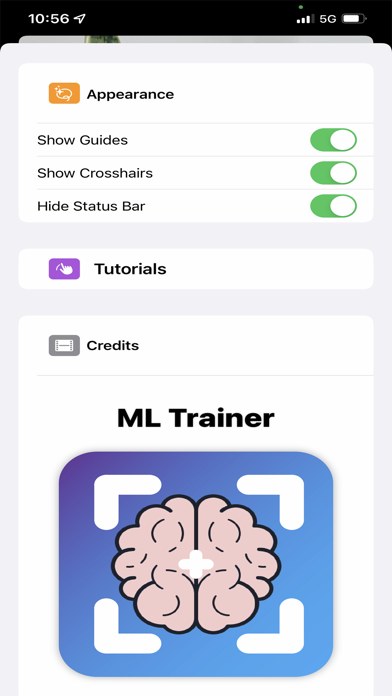 10:56
5G
Appearance
Show Guides
Show Crosshairs
Hide Status Bar
Tutorials
Credits
ML Trainer